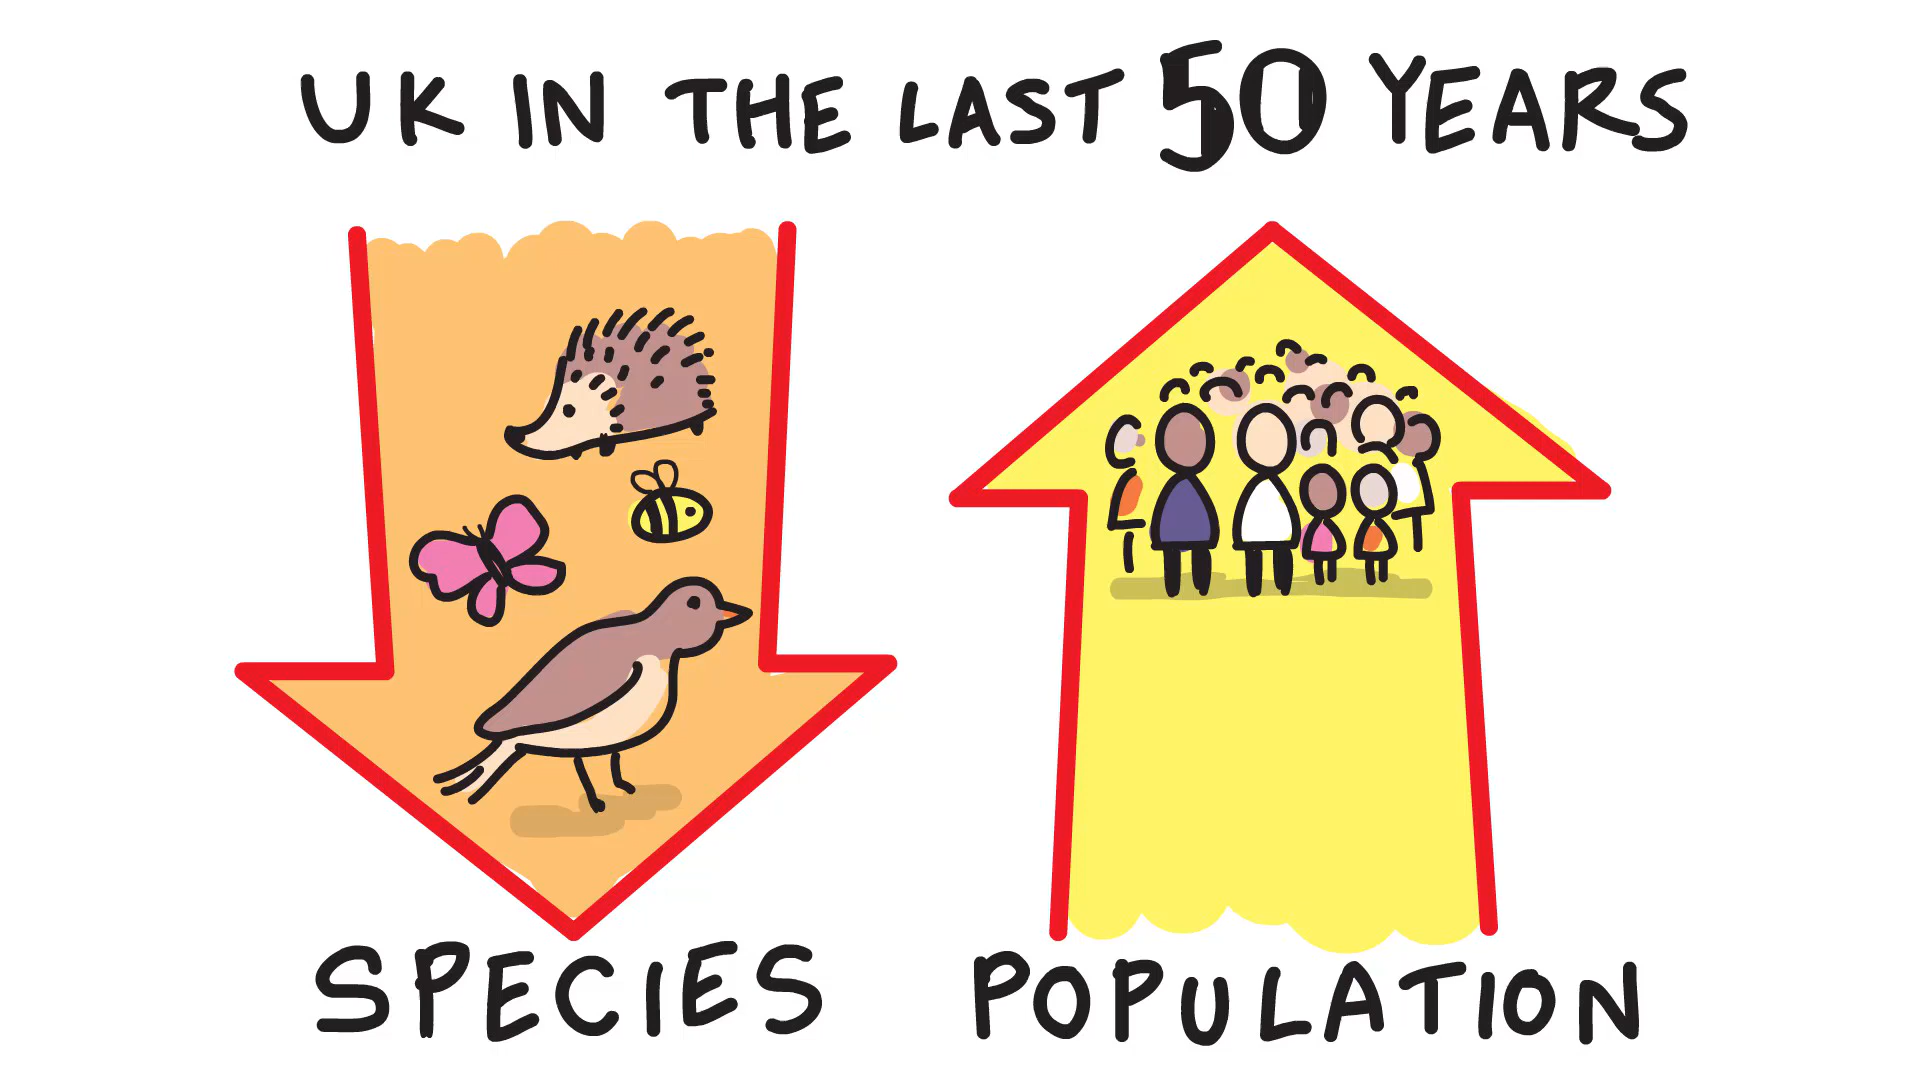 UK IN THE LAST 50 YEARS
SPECIES
POPULATION